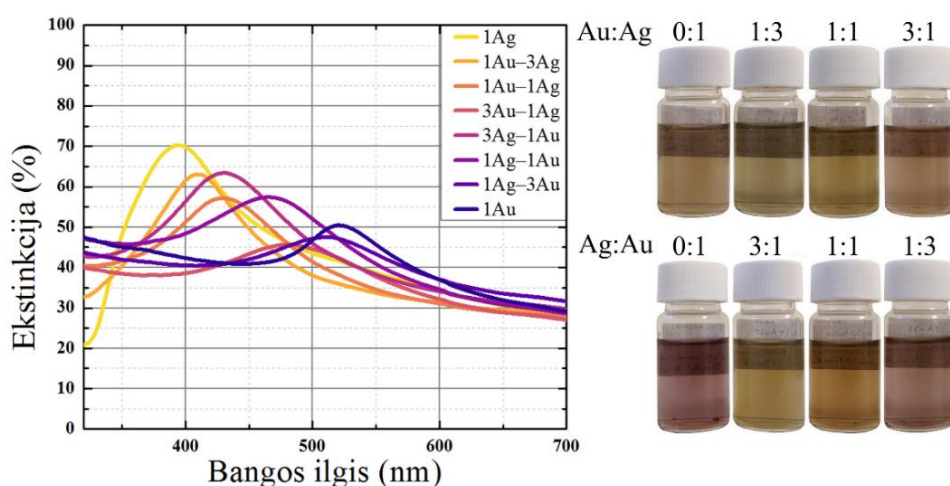 Ekstinkcija (%)
100
90
80
70
60
50
40
30
20
10
0
400
500
600
700
Bangos ilgis (nm)
1Ag
1Au–3Ag
1Au–1Ag
3Au–1Ag
3Ag–1Au
1Ag–1Au
1Ag–3Au
1Au
Au:Ag
0:1
1:3
1:1
3:1
Ag:Au
0:1
3:1
1:1
1:3